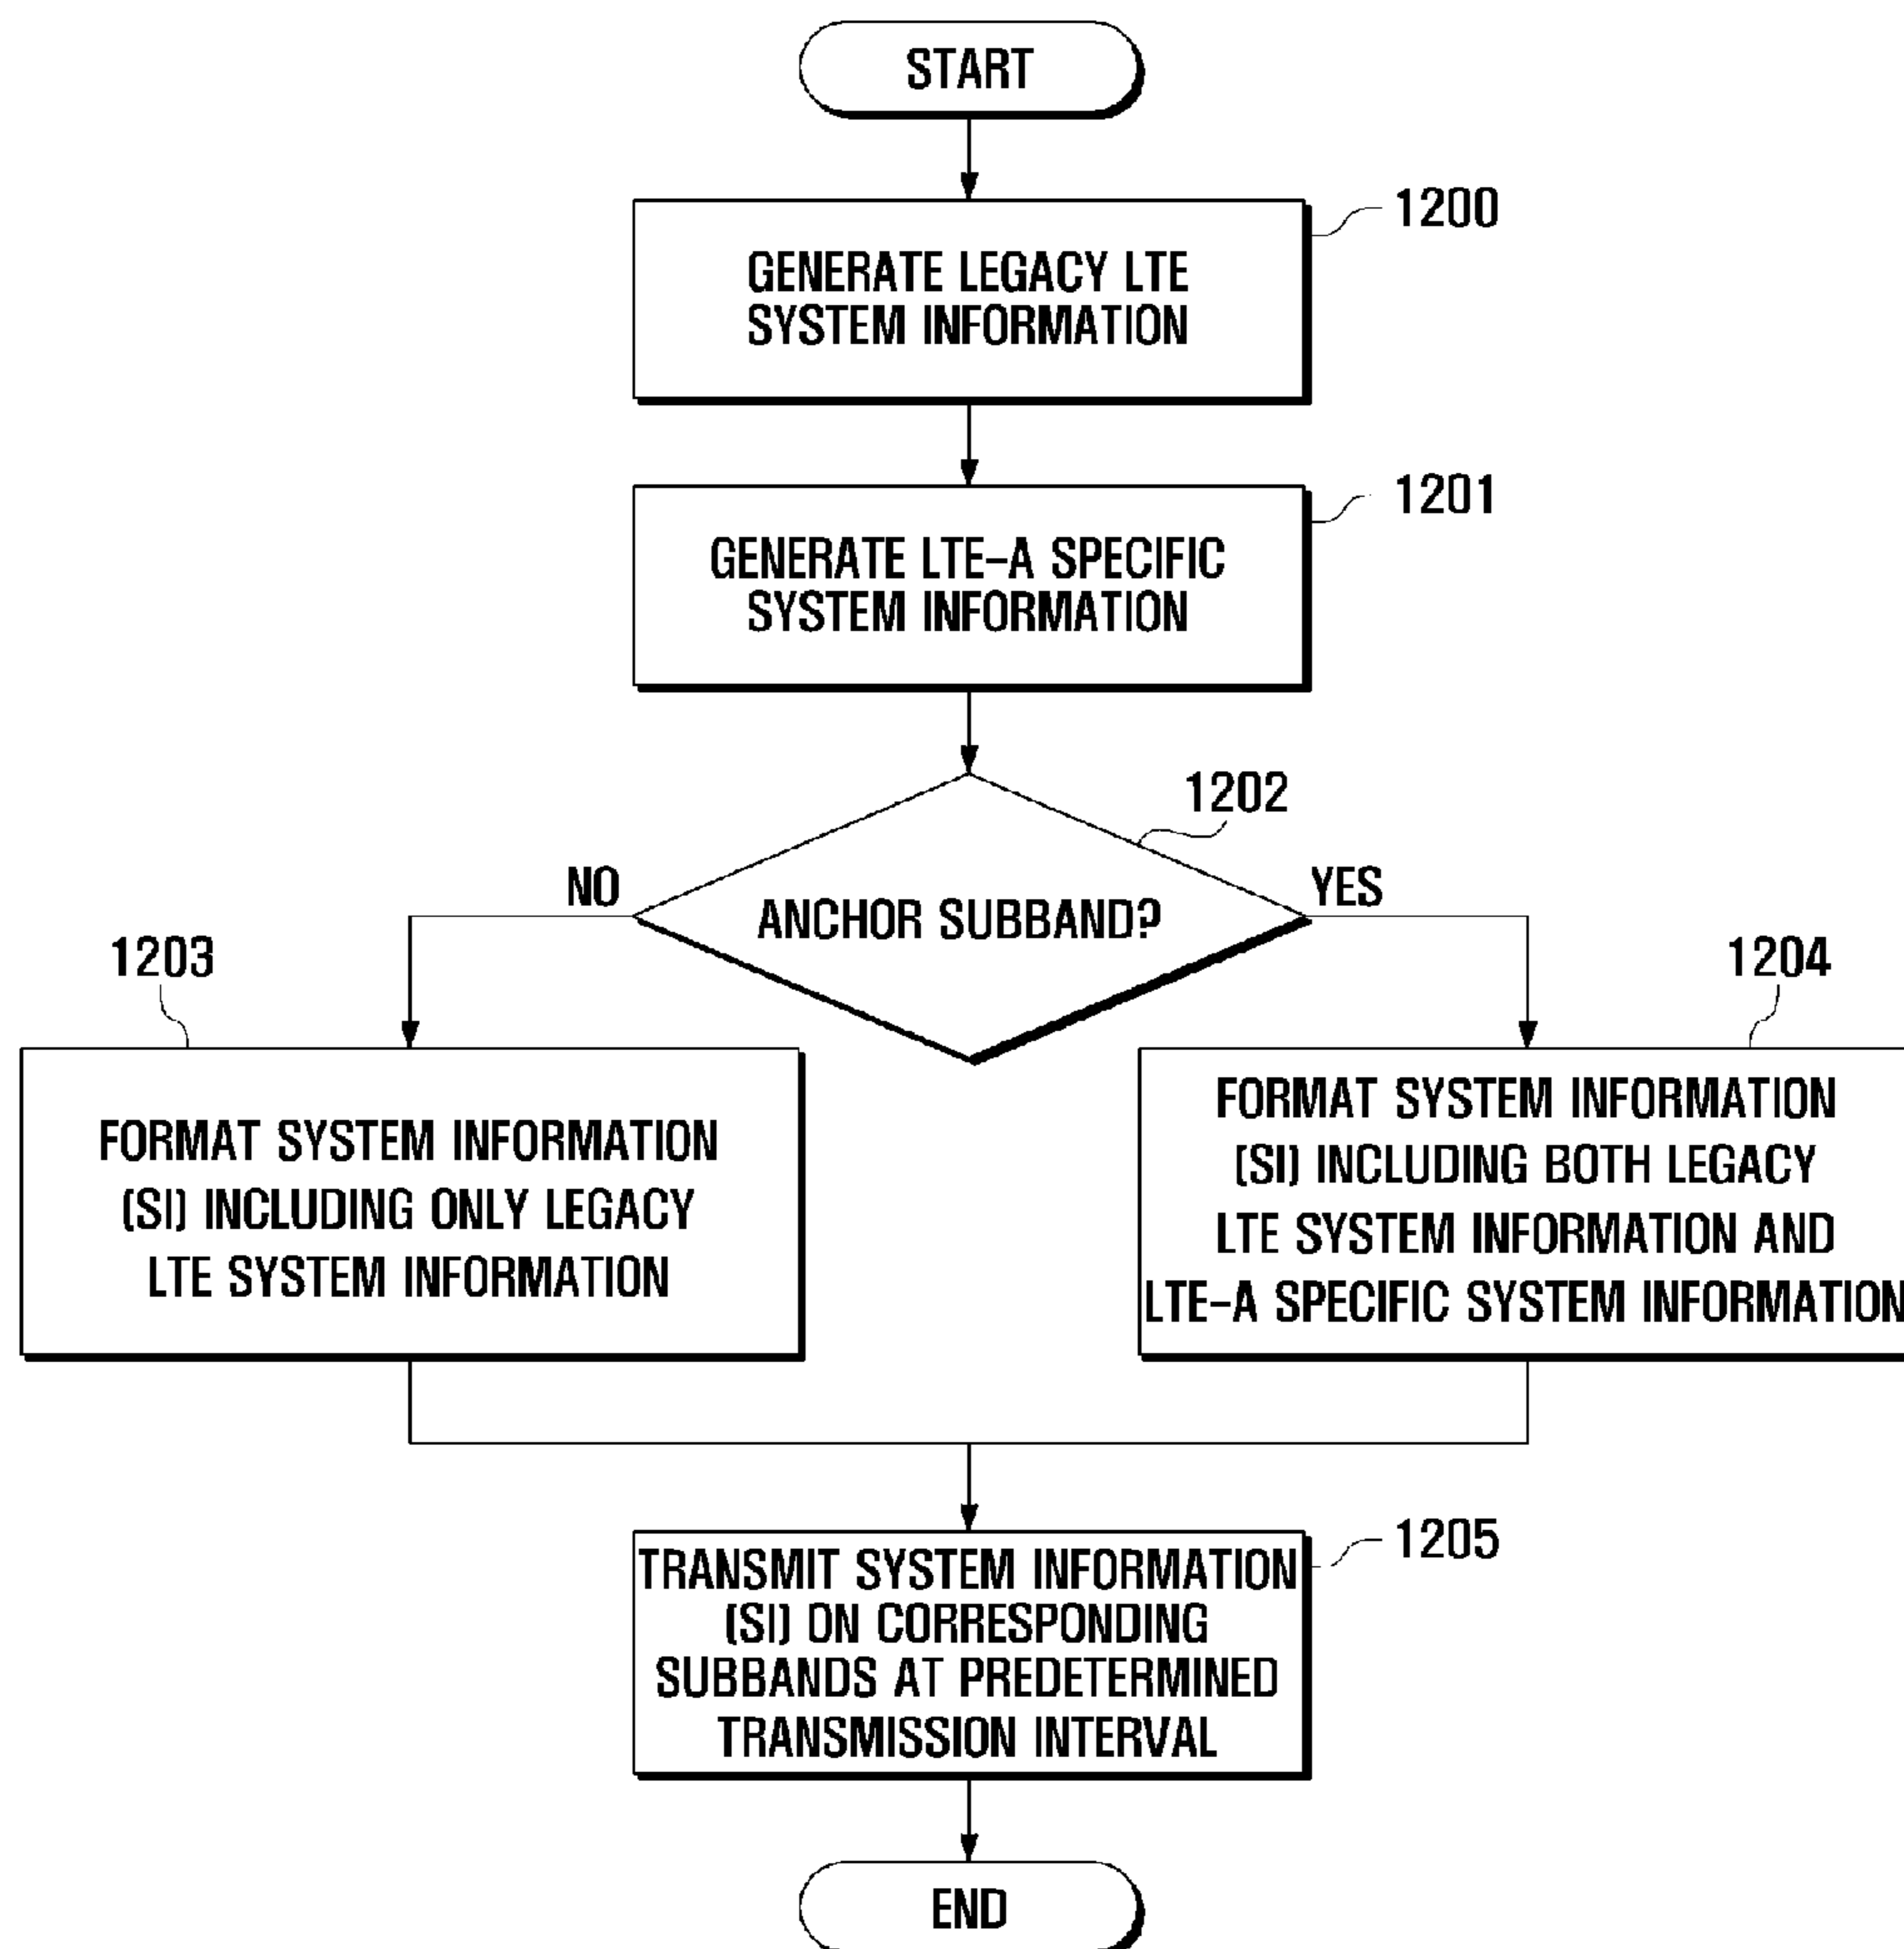 START
1200
GENERATE LEGACY LTE
SYSTEM INFORMATION
1201
GENERATE LTE-A SPECIFIC
SYSTEM INFORMATION
1202
NO
YES
ANCHOR SUBBAND?
1203
1204
FORMAT SYSTEM INFORMATION
(SI) INCLUDING ONLY LEGACY
LTE SYSTEM INFORMATION
FORMAT SYSTEM INFORMATION
(SI) INCLUDING BOTH LEGACY
LTE SYSTEM INFORMATION AND
LTE-A SPECIFIC SYSTEM INFORMATION
1205
TRANSMIT SYSTEM INFORMATION
(SI) ON CORRESPONDING
SUBBANDS AT PREDETERMINED
TRANSMISSION INTERVAL
END